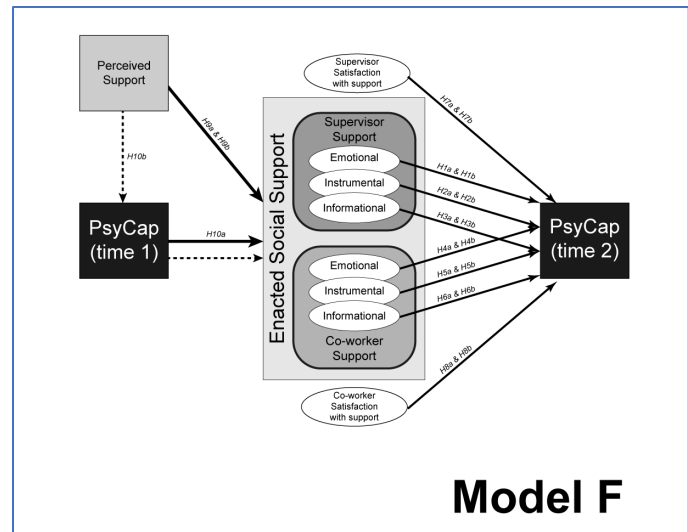 Perceived
Support
Supervisor
Satisfaction
with support
H7a & H7b
H9a & H9b
H10b
Enacted Social Support
Supervisor
Support
Emotional
Instrumental
Informational
H1a & H1b
H2a & H2b
H3a & H3b
PsyCap
(time 1)
H10a
PsyCap
(time 2)
Emotional
Instrumental
Informational
Co-worker
Support
H4a & H4b
H5a & H5b
H6a & H6b
H8a & H8b
Co-worker
Satisfaction
with support
Model F